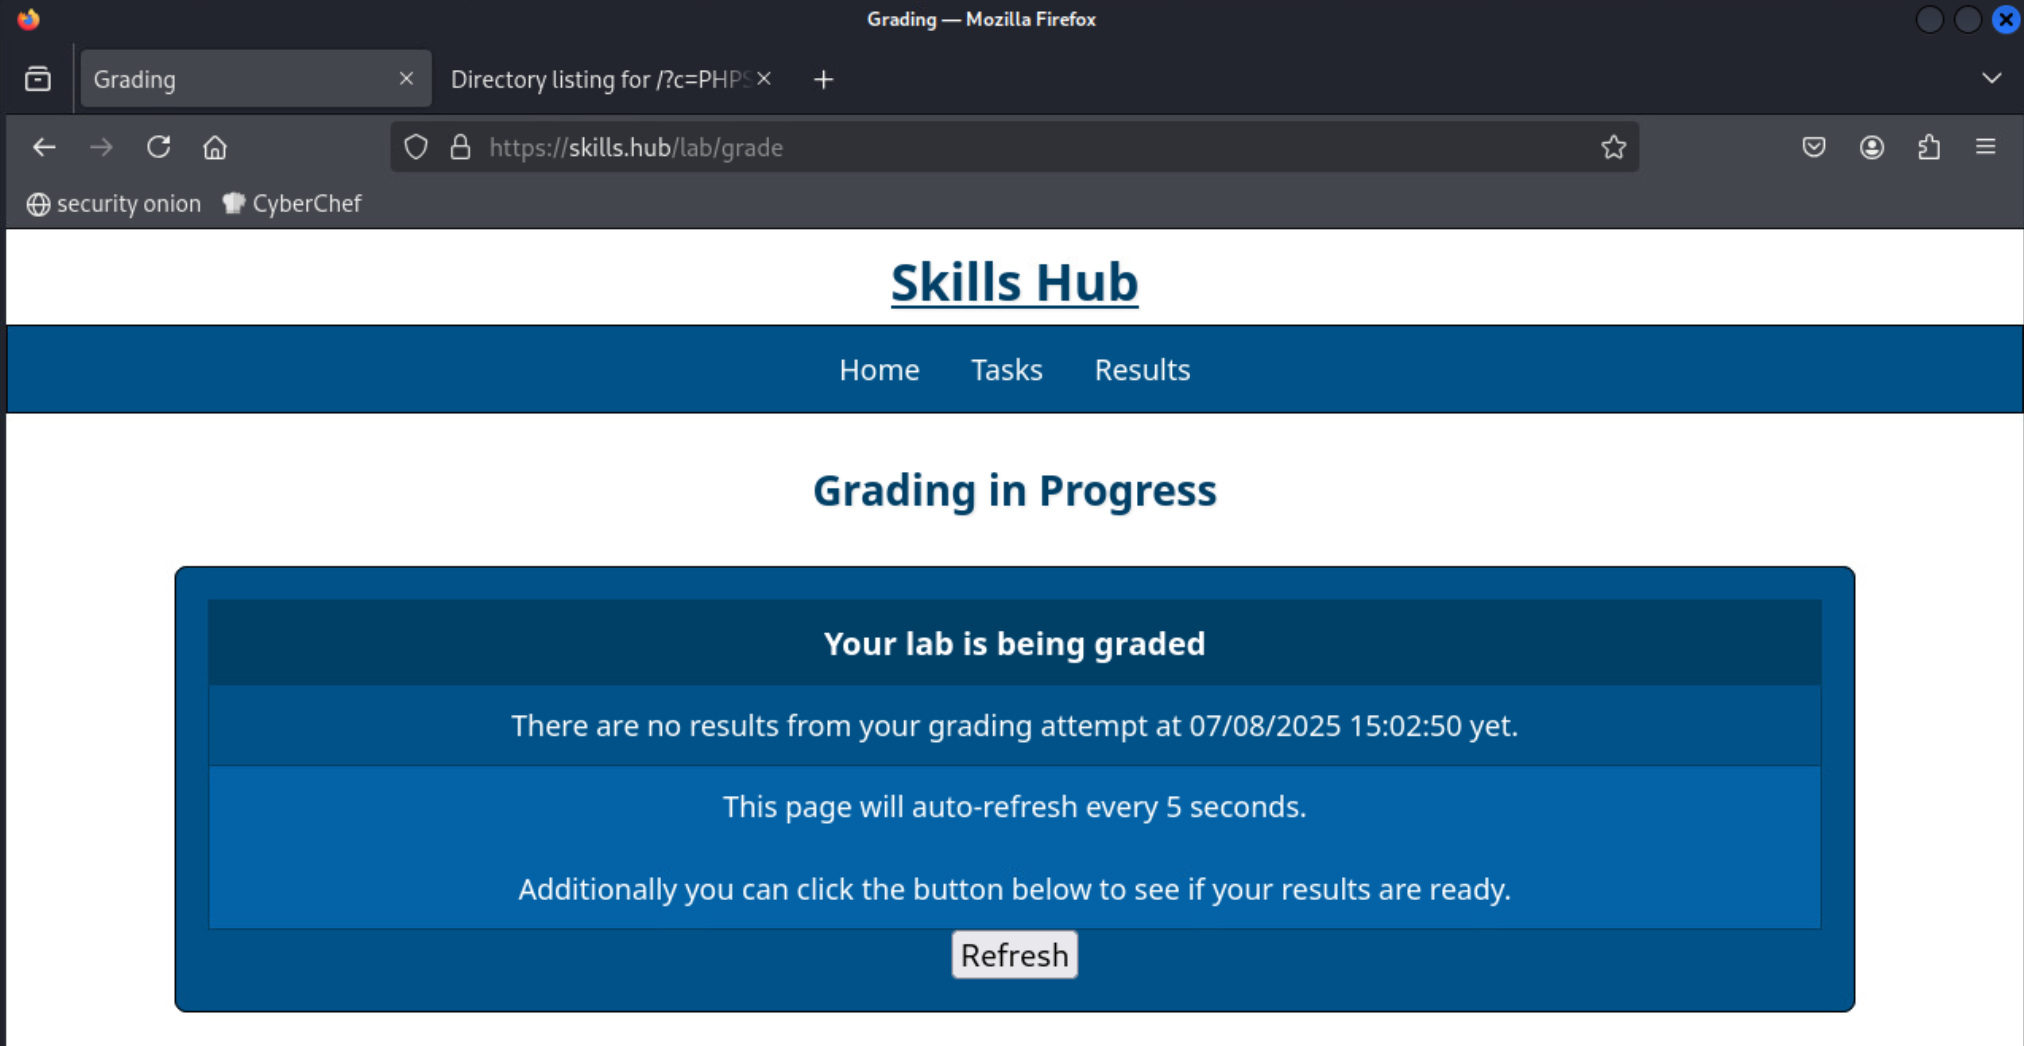 Grading — Mozilla Firefox
Grading
Directory listing for /?c=PHPS
https://skills.hub/lab/grade
security onion CyberChef
Skills Hub
Home Tasks Results
Grading in Progress
Your lab is being graded
There are no results from your grading attempt at 07/08/2025 15:02:50 yet.
This page will auto-refresh every 5 seconds.
Additionally you can click the button below to see if your results are ready.
Refresh